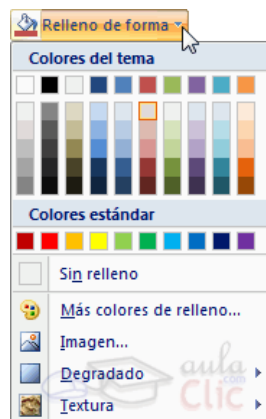 Relleno de forma
Colores del tema
Colores estándar
Sin relleno
Más colores de relleno...
Imagen...
Degradado
Textura
aula
.com
Clic